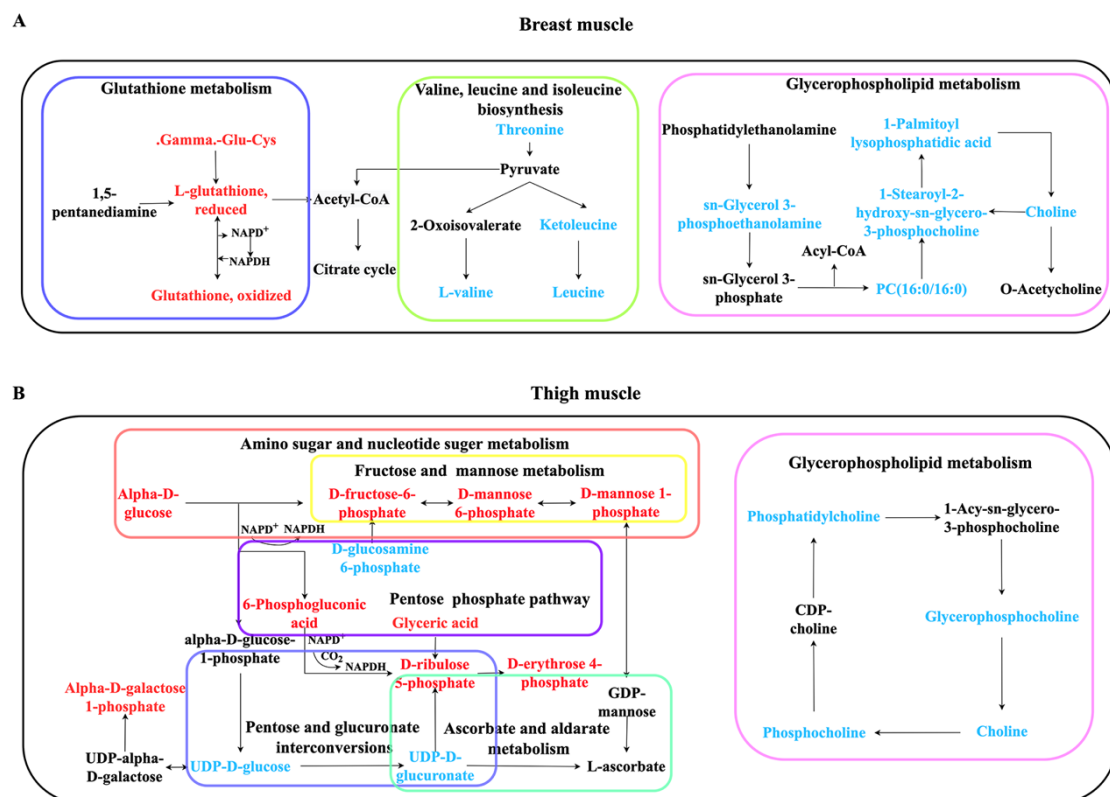 A
Breast muscle
Glutathione metabolism
.Gamma.-Glu-Cys
1,5-
pentanediamine
L-glutathione,
reduced
NAPD+
NAPDH
Glutathione, oxidized
Acetyl-CoA
Citrate cycle
Valine, leucine and isoleucine
biosynthesis
Threonine
Pyruvate
2-Oxoisovalerate
Ketoleucine
L-valine
Leucine
Glycerophospholipid metabolism
Phosphatidylethanolamine
1-Palmitoyl
lysophosphatidic acid
sn-Glycerol 3-
phosphoethanolamine
1-Stearoyl-2-
hydroxy-sn-glycero-
3-phosphocholine
Choline
Acyl-CoA
sn-Glycerol 3-
phosphate
PC(16:0/16:0)
O-Acetycholine
B
Thigh muscle
Amino sugar and nucleotide suger metabolism
Fructose and mannose metabolism
Alpha-D-
glucose
D-fructose-6-
phosphate
D-mannose
6-phosphate
D-mannose 1-
phosphate
NAPD+ NAPDH
D-glucosamine
6-phosphate
6-Phosphogluconic
acid
Pentose phosphate pathway
Glyceric acid
alpha-D-glucose-
1-phosphate
NAPD+
CO2
NAPDH
D-ribulose
5-phosphate
D-erythrose 4-
phosphate
Alpha-D-galactose
1-phosphate
GDP-
mannose
Pentose and glucuronate
interconversions
Ascorbate and aldarate
metabolism
UDP-alpha-
D-galactose
UDP-D-glucose
UDP-D-
glucuronate
L-ascorbate
Glycerophospholipid metabolism
Phosphatidylcholine
1-Acy-sn-glycero-
3-phosphocholine
CDP-
choline
Glycerophosphocholine
Phosphocholine
Choline